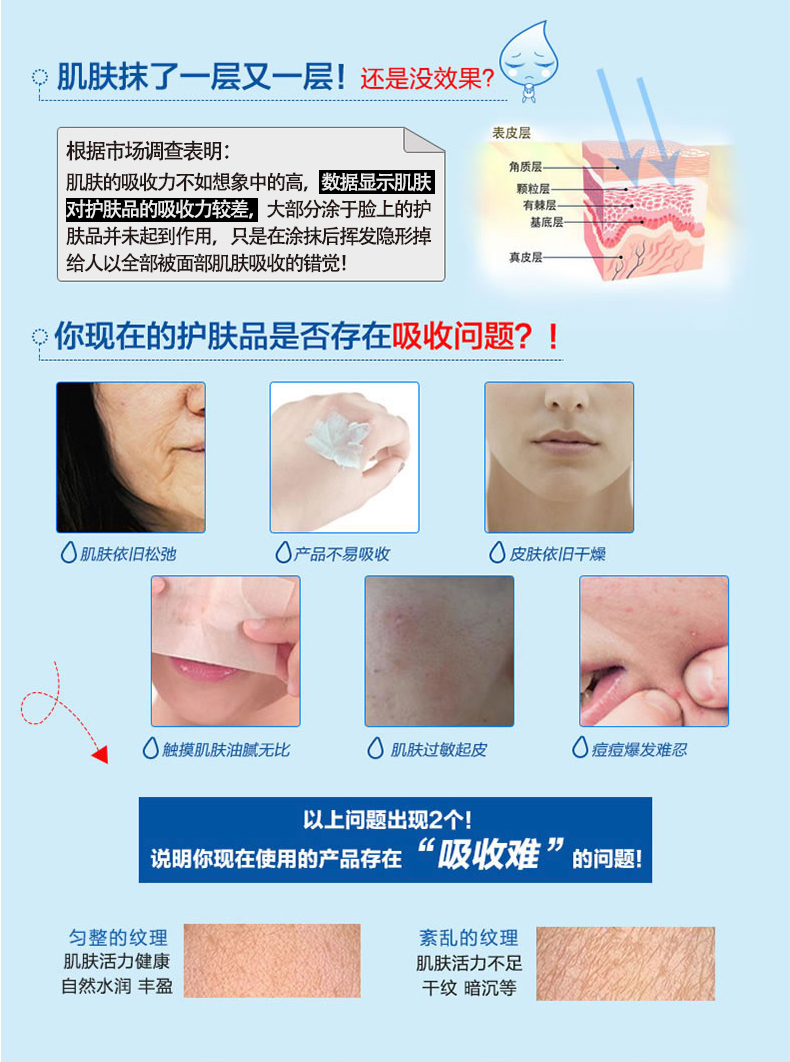 肌肤抹了一层又一层！还是没效果？
根据市场调查表明：
肌肤的吸收力不如想象中的高，数据显示肌肤
对护肤品的吸收力较差，大部分涂于脸上的护
肤品并未起到作用，只是在涂抹后挥发隐形掉
给人以全部被面部肌肤吸收的错觉！
表皮层
角质层
颗粒层
有棘层
基底层
真皮层
你现在的护肤品是否存在吸收问题？！
肌肤依旧松弛
产品不易吸收
皮肤依旧干燥
触摸肌肤油腻无比
肌肤过敏起皮
痘痘爆发难忍
以上问题出现2个！
说明你现在使用的产品存在“吸收难”的问题！
匀整的纹理
肌肤活力健康
自然水润 丰盈
紊乱的纹理
肌肤活力不足
干纹 暗沉等